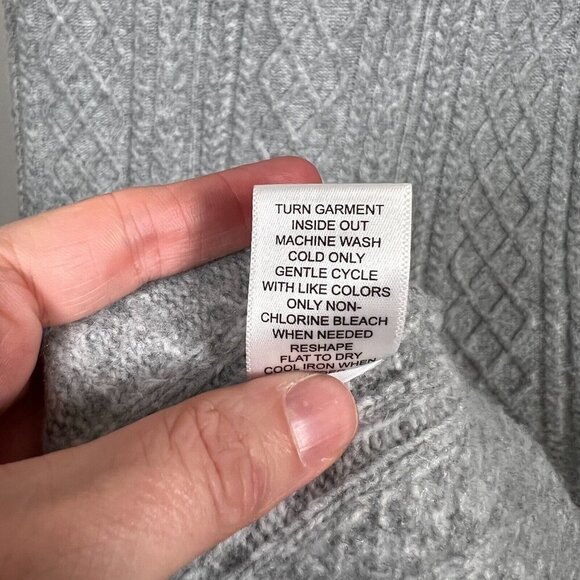 TURN GARMENT
INSIDE OUT
MACHINE WASH
COLD ONLY
GENTLE CYCLE
WITH LIKE COLORS
ONLY NON-
CHLORINE BLEACH
WHEN NEEDED
RESHAPE
FLAT TO DRY
COOL IRON WHEN